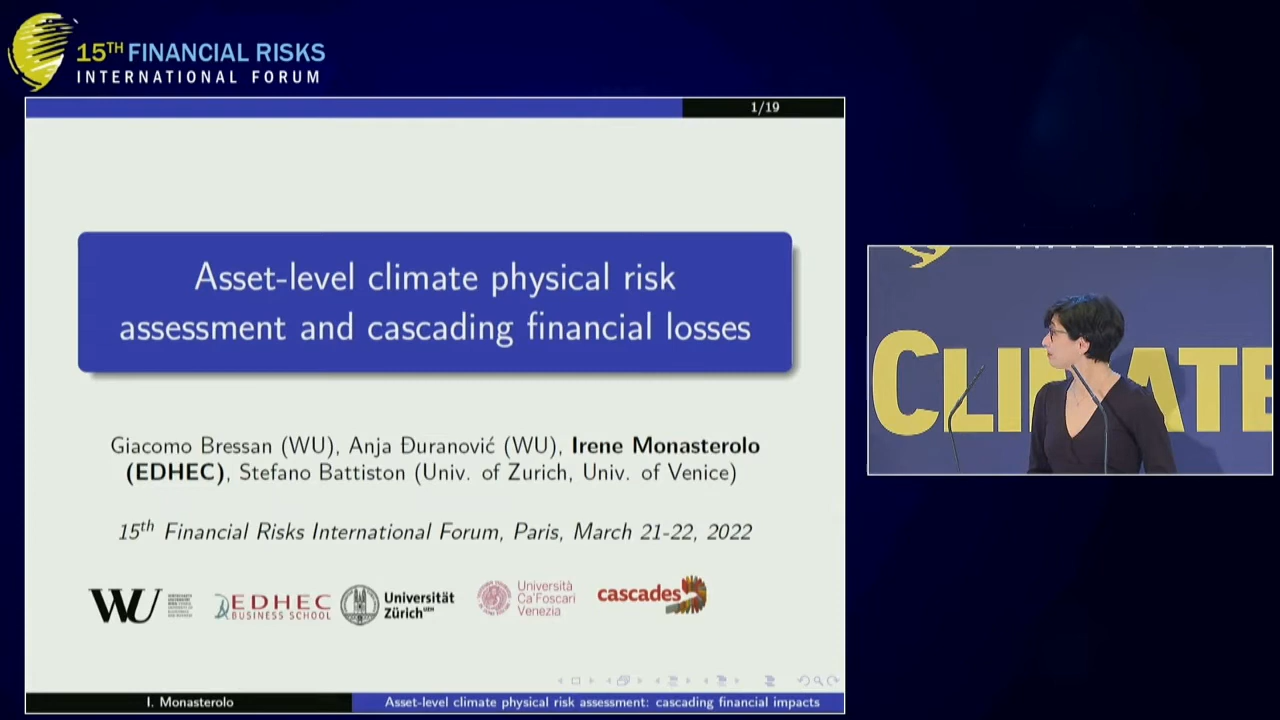 15TH FINANCIAL RISKS
INTERNATIONAL FORUM
1/19
Asset-level climate physical risk
assessment and cascading financial losses
Giacomo Bressan (WU), Anja Đuranović (WU), Irene Monasterolo
(EDHEC), Stefano Battiston (Univ. of Zurich, Univ. of Venice)
15th Financial Risks International Forum, Paris, March 21-22, 2022
WU
EDHEC
BUSINESS SCHOOL
Universität
Zürich UZH
Università
Ca'Foscari
Venezia
cascades
I. Monasterolo
Asset-level climate physical risk assessment: cascading financial impacts
CLIMATE